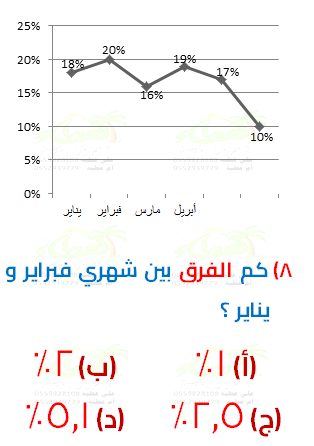 25%
20%
15%
10%
5%
0%
18%
20%
16%
19%
17%
10%
يناير
فبراير
مارس
أبريل
٨) كم الفرق بين شهري فبراير و
يناير ؟
(أ) ١٪
(ب) ٢٪
(ج) ٢,٥٪
(د) ٥,١٪